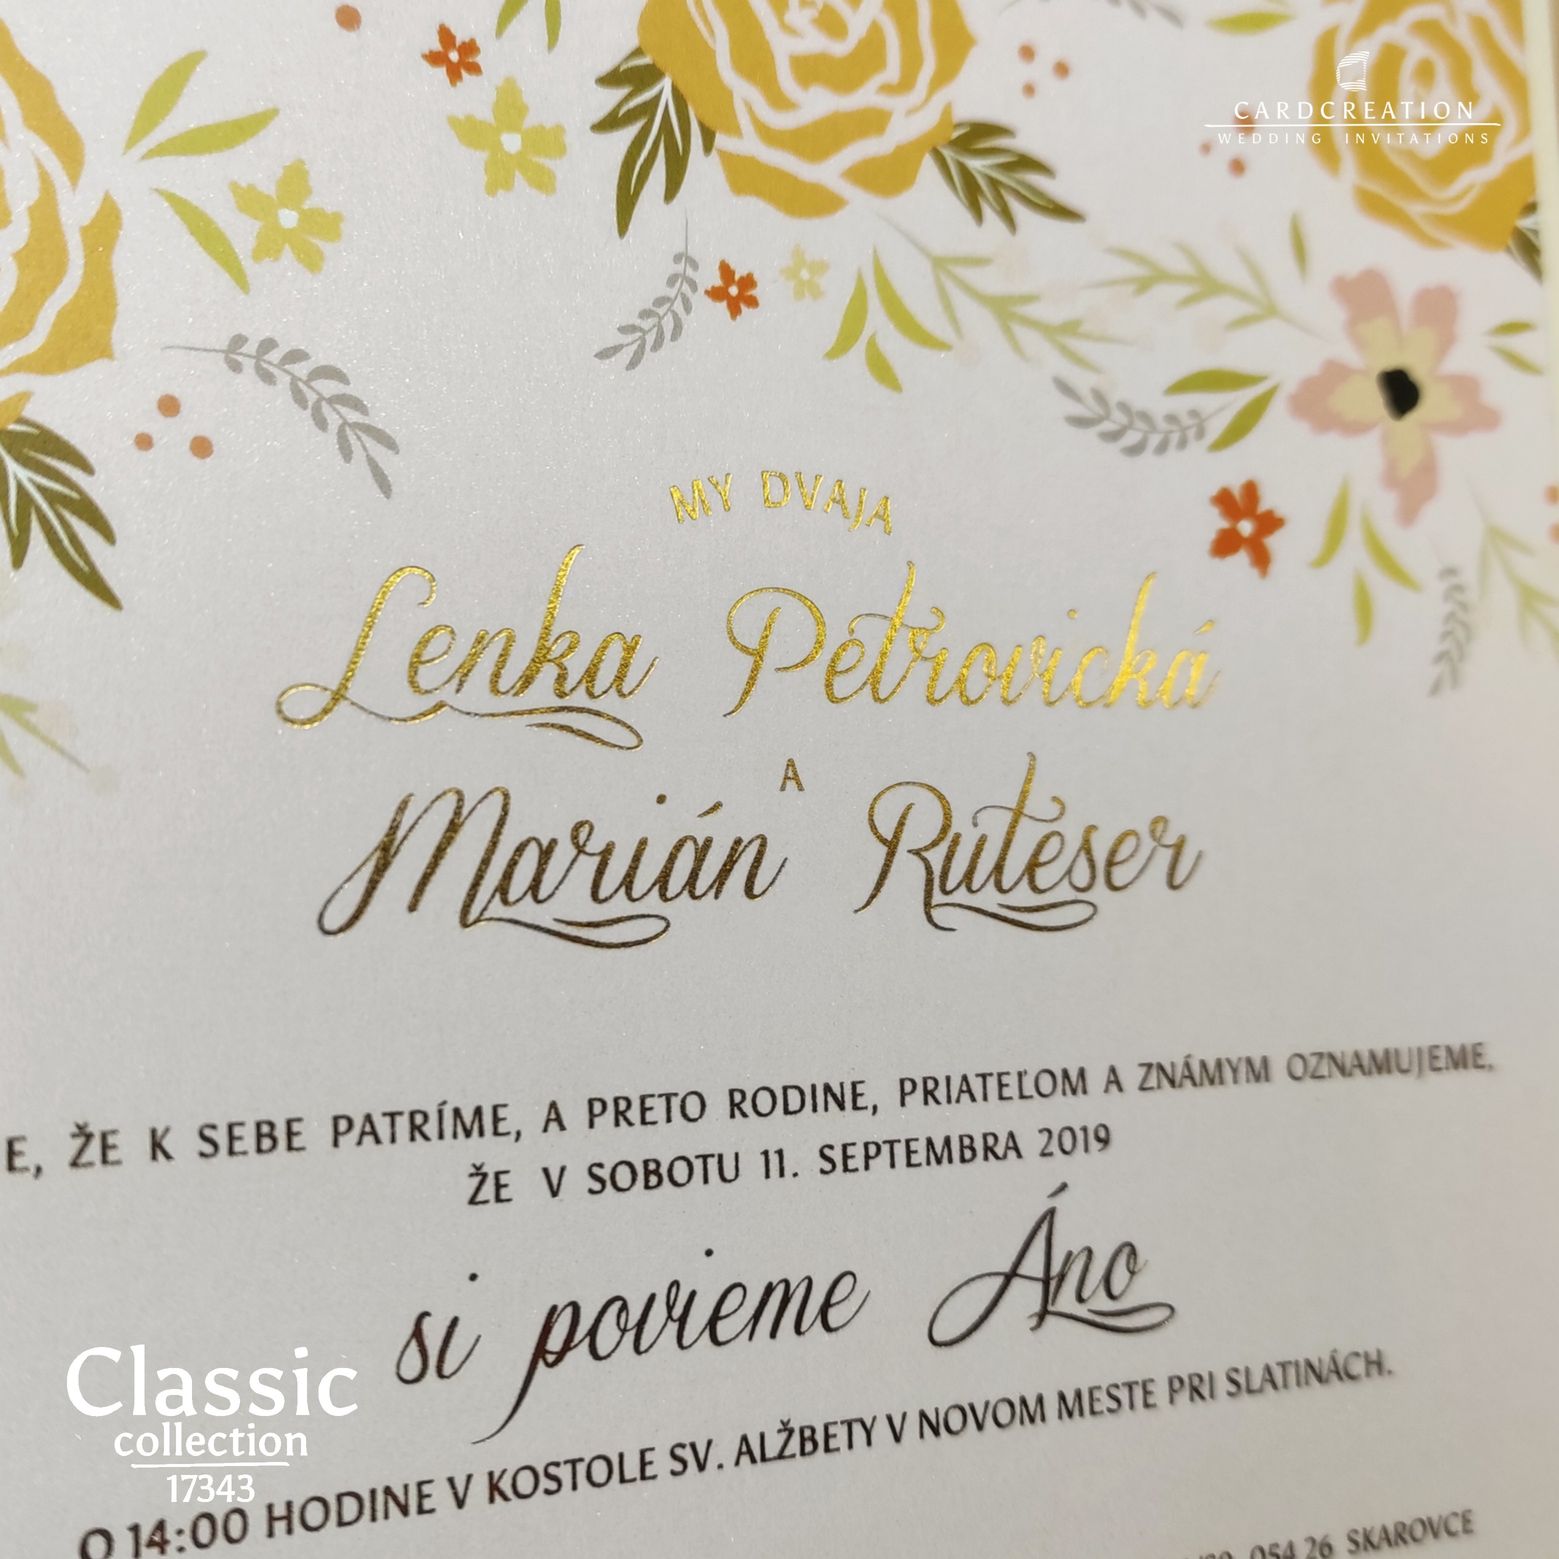 CARDCREATION
WEDDING INVITATIONS
MY DVAJA
Lenka Petrovická
A
Marián Ruteser
E, ŽE K SEBE PATRÍME, A PRETO RODINE, PRIATEĽOM A ZNÁMYM OZNAMUJEME,
ŽE V SOBOTU 11. SEPTEMBRA 2019
si povieme Áno
O 14:00 HODINE V KOSTOLE SV. ALŽBETY V NOVOM MESTE PRI SLATINÁCH.
054 26 SKAROVCE
Classic
collection
17343